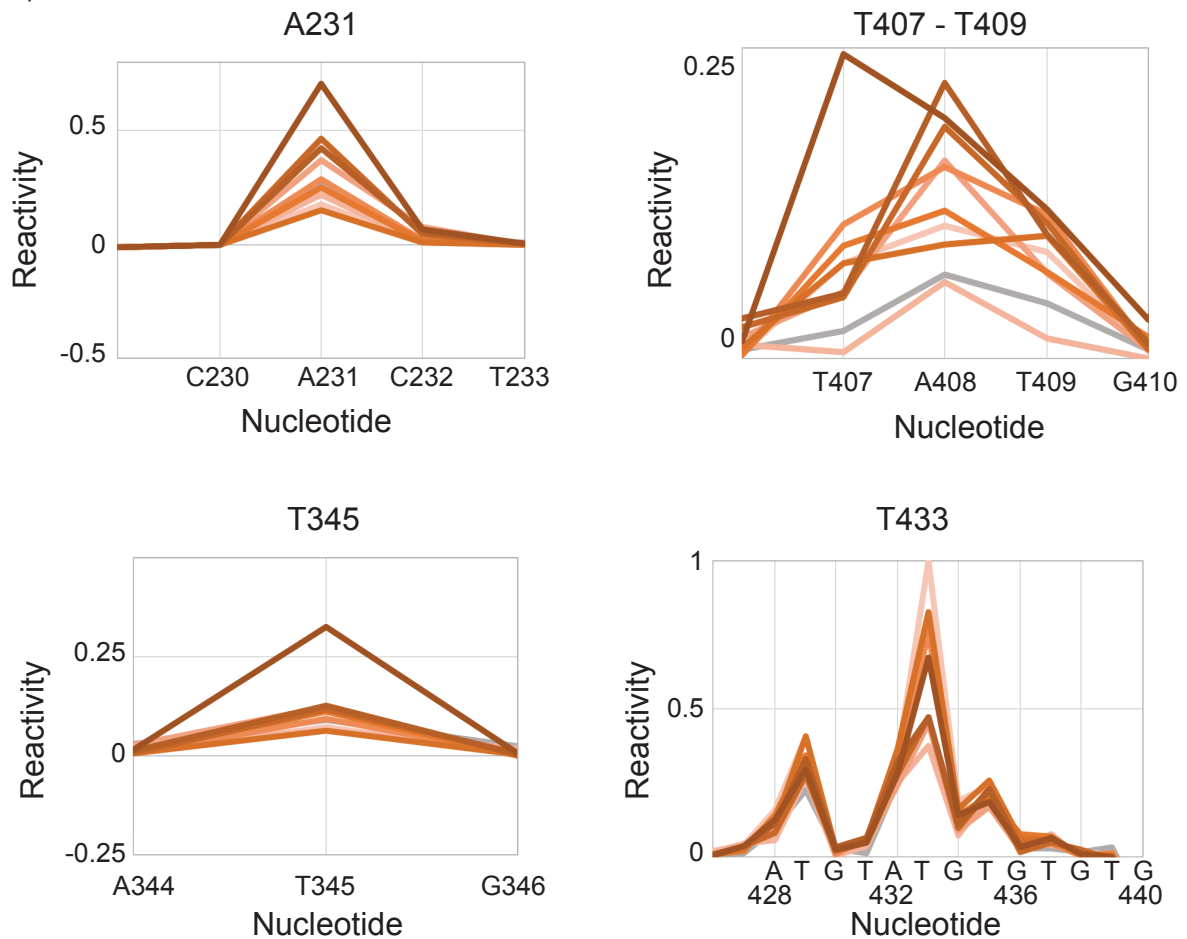 A231
0.5
0
-0.5
Reactivity
C230 A231 C232 T233
Nucleotide
T407 - T409
0.25
0
Reactivity
T407 A408 T409 G410
Nucleotide
T345
0.25
0
-0.25
Reactivity
A344 T345 G346
Nucleotide
T433
1
0.5
0
Reactivity
A T G T A T G T G T G T G
428 432 436 440
Nucleotide